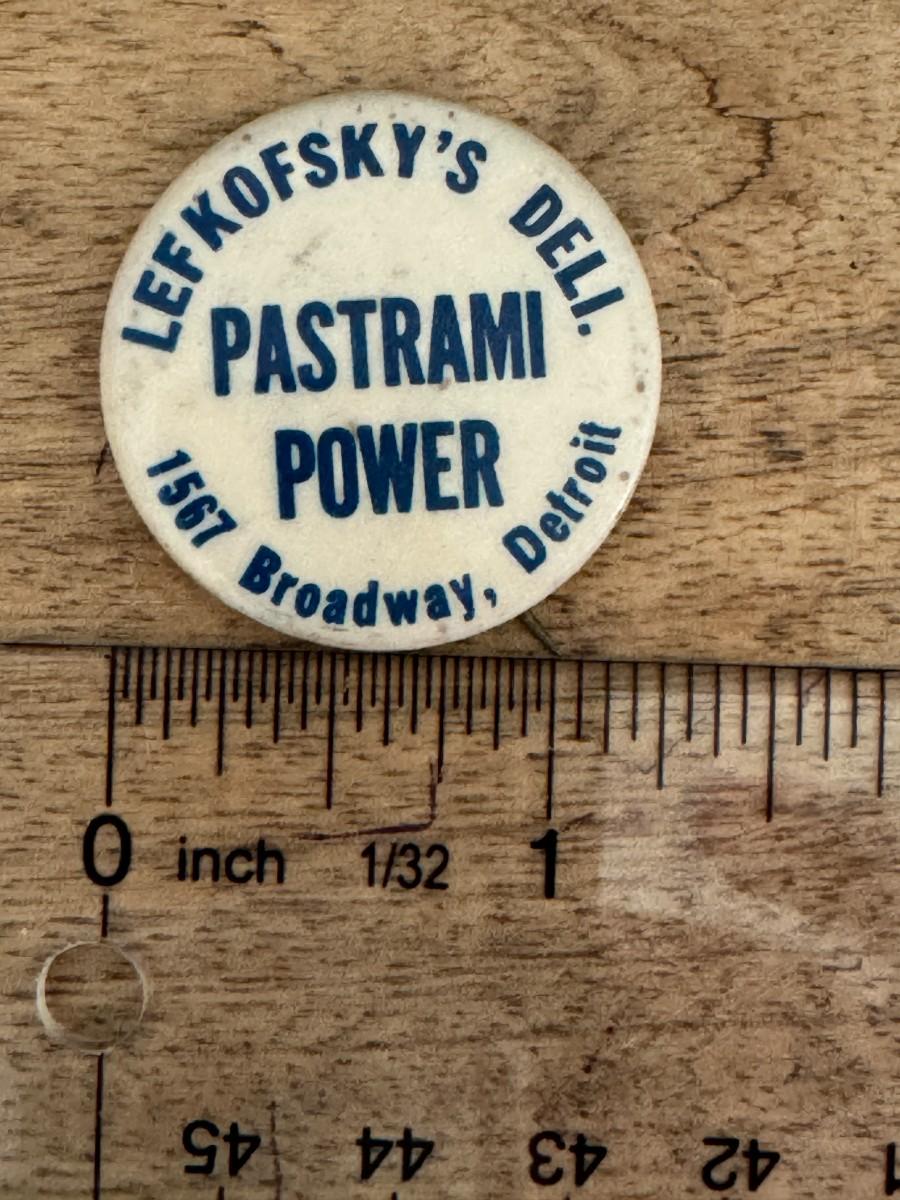 LEFKOFSKY'S DELI.
PASTRAMI
POWER
1567 Broadway, Detroit
0 inch 1/32 1
45 44 43 42